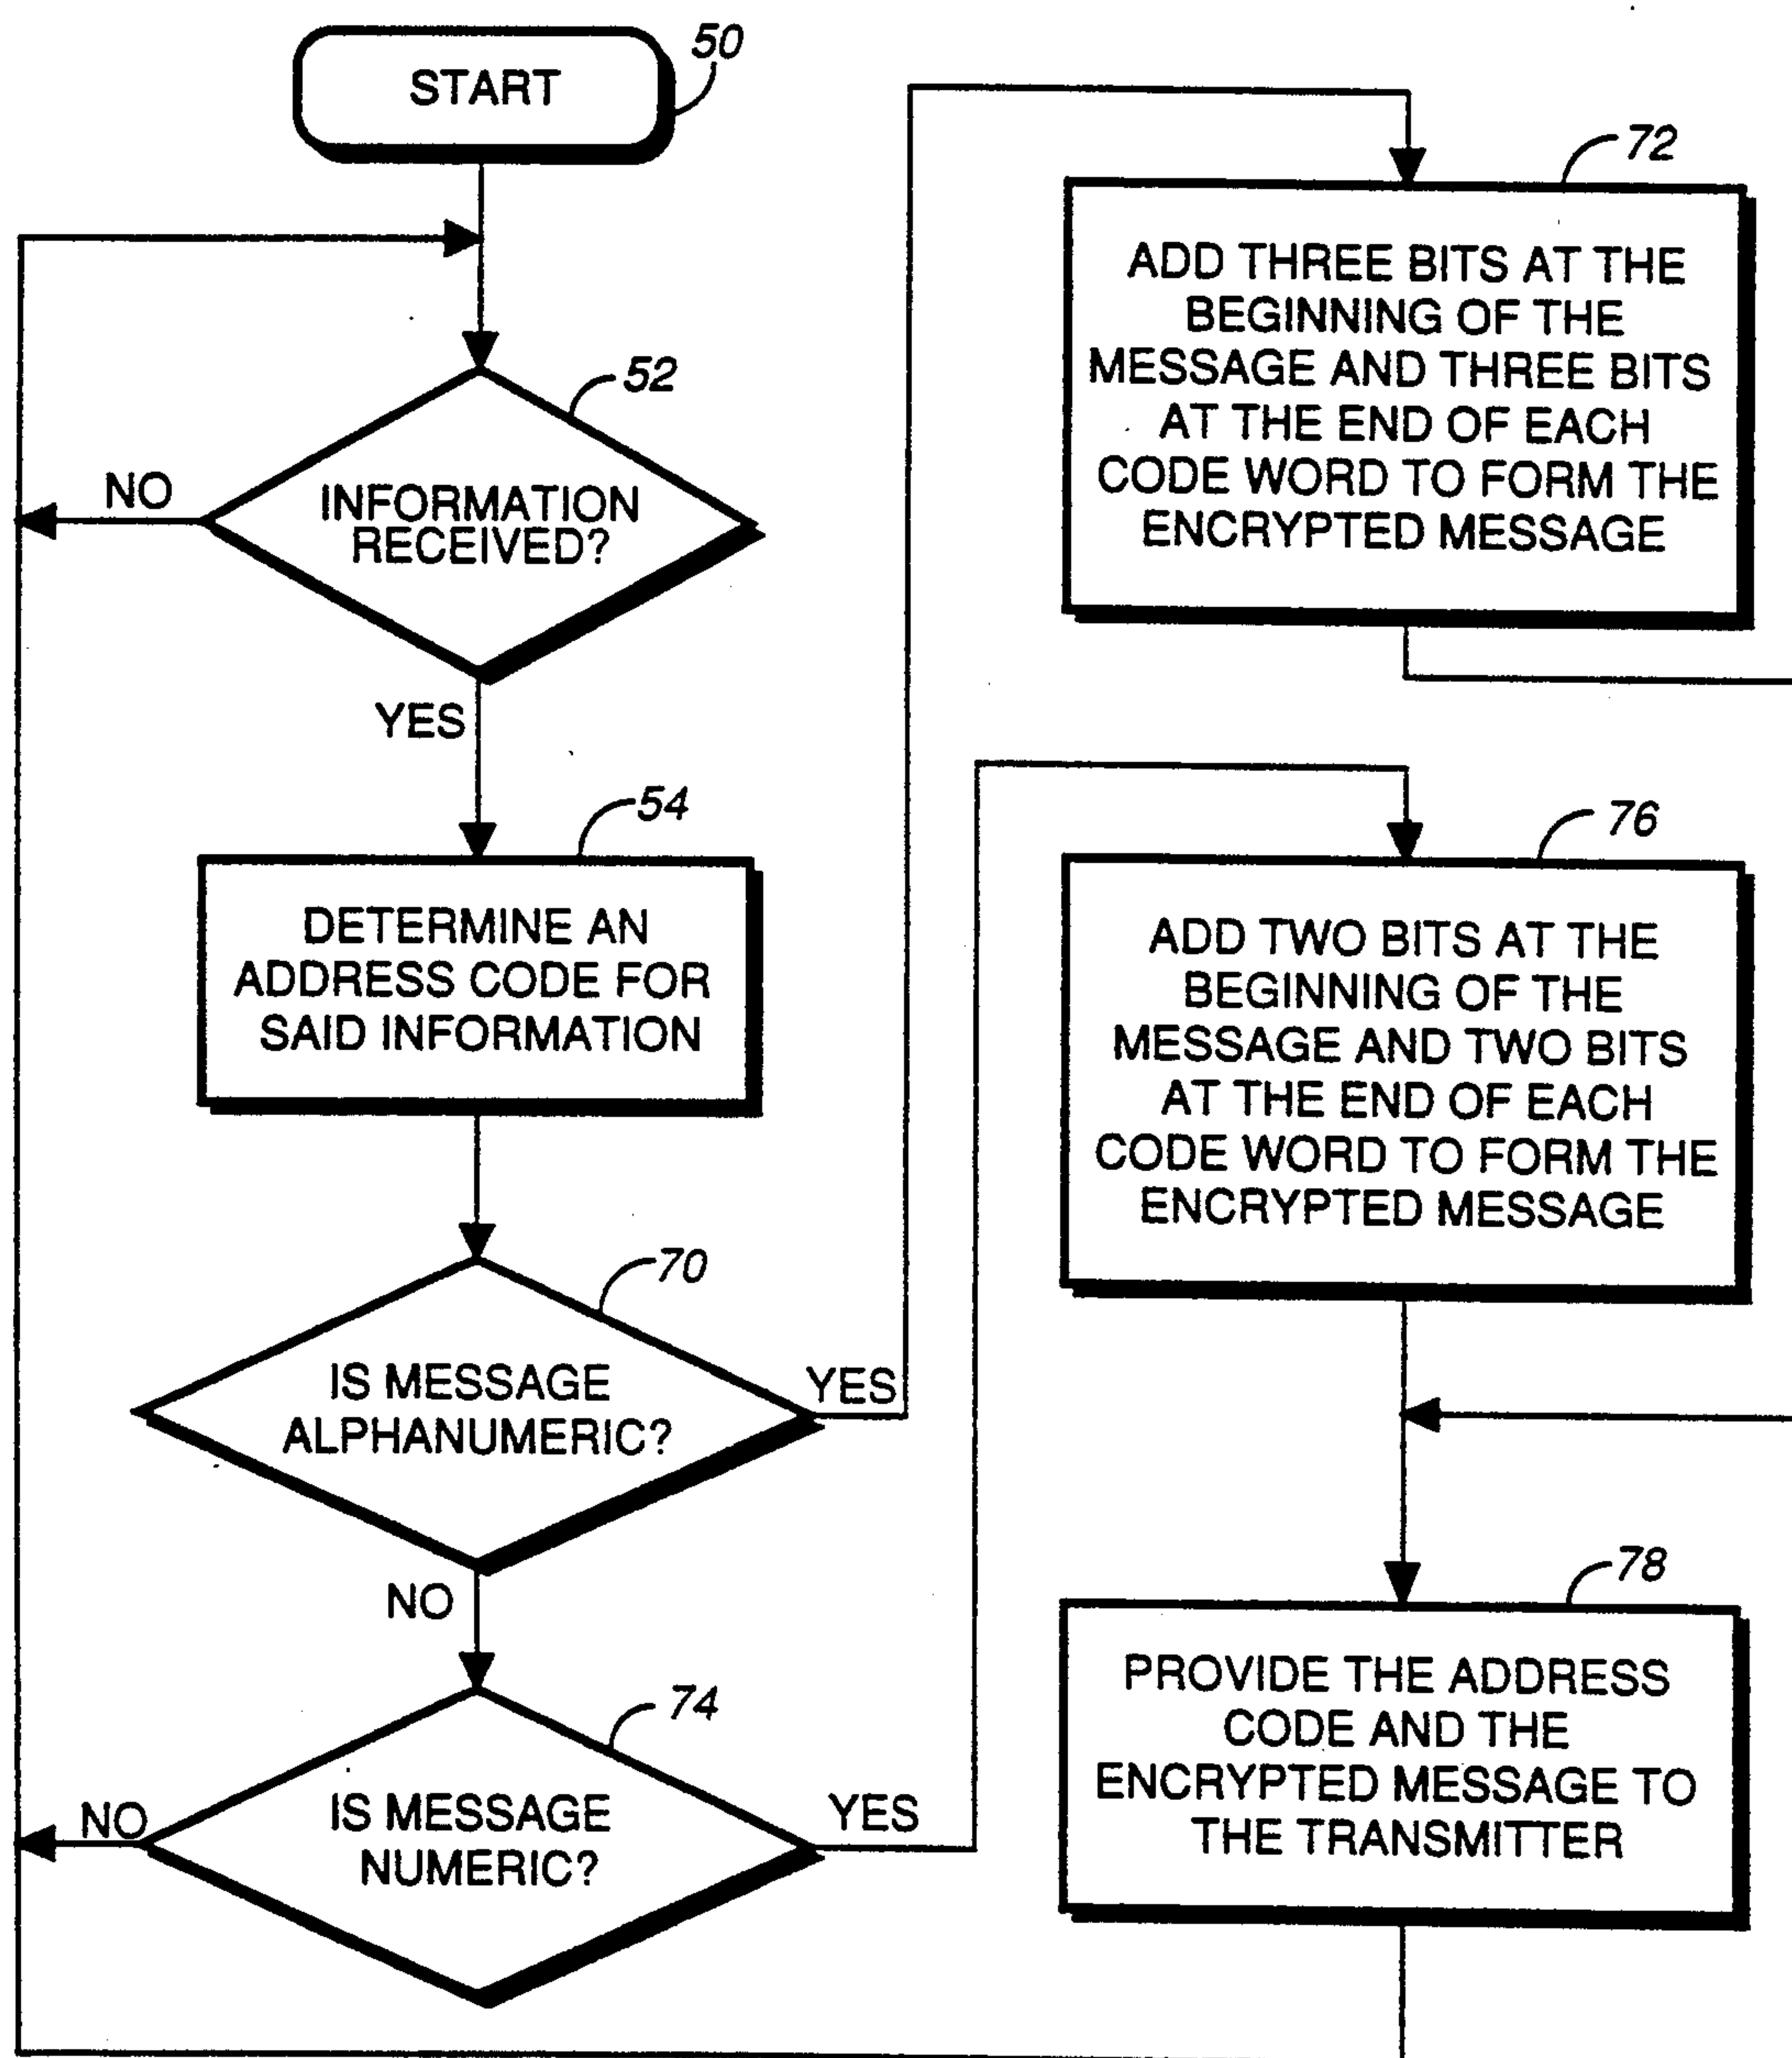 START
50
INFORMATION
RECEIVED?
52
NO
YES
54
DETERMINE AN
ADDRESS CODE FOR
SAID INFORMATION
70
IS MESSAGE
ALPHANUMERIC?
YES
NO
74
IS MESSAGE
NUMERIC?
NO
YES
72
ADD THREE BITS AT THE
BEGINNING OF THE
MESSAGE AND THREE BITS
AT THE END OF EACH
CODE WORD TO FORM THE
ENCRYPTED MESSAGE
76
ADD TWO BITS AT THE
BEGINNING OF THE
MESSAGE AND TWO BITS
AT THE END OF EACH
CODE WORD TO FORM THE
ENCRYPTED MESSAGE
78
PROVIDE THE ADDRESS
CODE AND THE
ENCRYPTED MESSAGE TO
THE TRANSMITTER